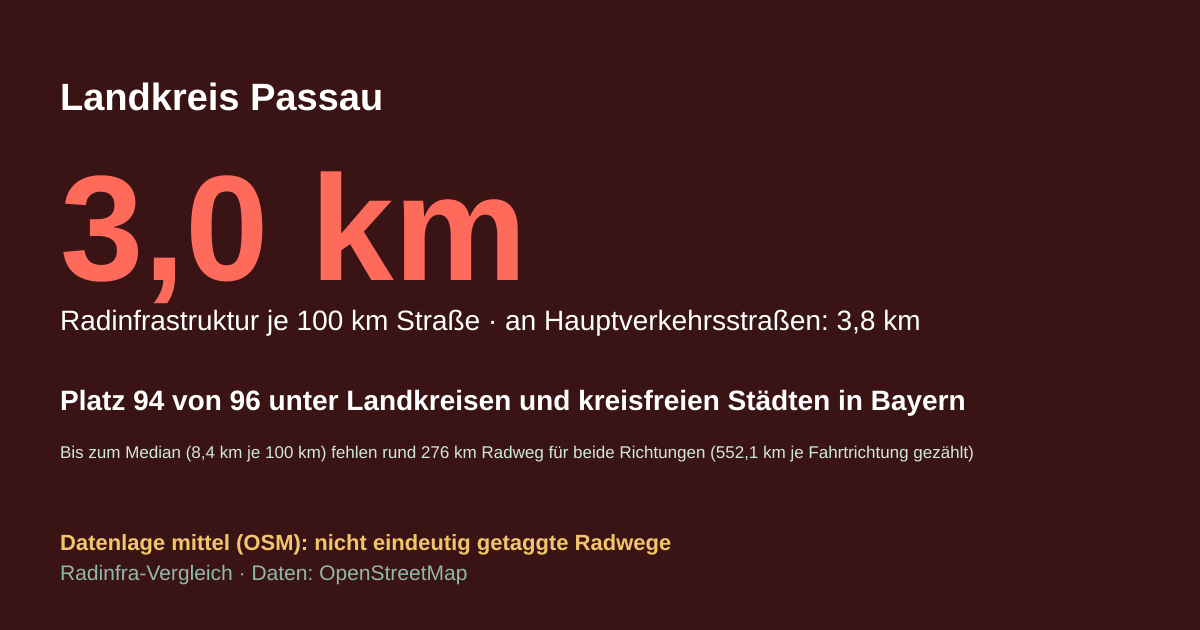 Landkreis Passau
3,0 km
Radinfrastruktur je 100 km Straße · an Hauptverkehrsstraßen: 3,8 km
Platz 94 von 96 unter Landkreisen und kreisfreien Städten in Bayern
Bis zum Median (8,4 km je 100 km) fehlen rund 276 km Radweg für beide Richtungen (552,1 km je Fahrtrichtung gezählt)
Datenlage mittel (OSM): nicht eindeutig getaggte Radwege
Radinfra-Vergleich · Daten: OpenStreetMap